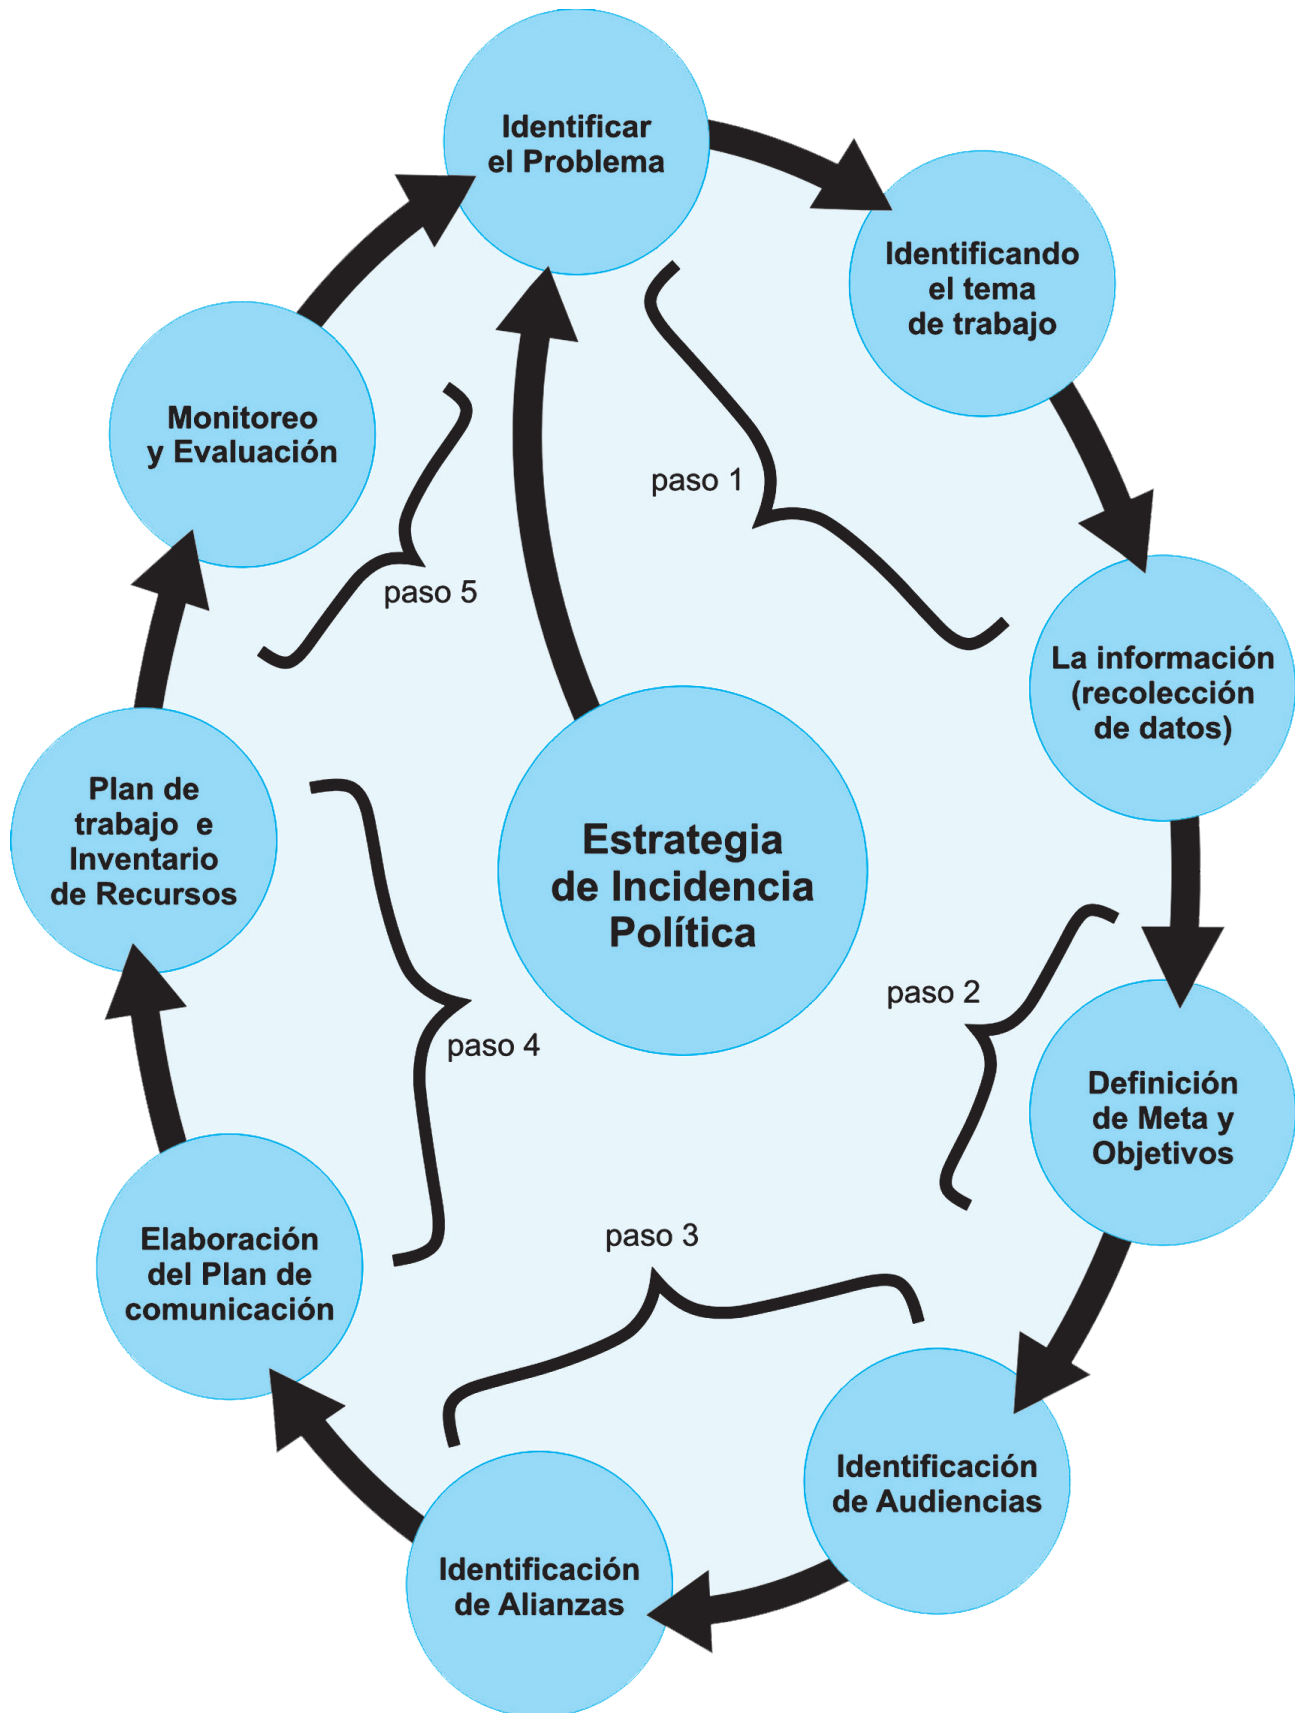 Identificar
el Problema
Identificando
el tema
de trabajo
La información
(recolección
de datos)
Definición
de Meta y
Objetivos
Identificación
de Audiencias
Identificación
de Alianzas
Elaboración
del Plan de
comunicación
Plan de
trabajo e
Inventario
de Recursos
Monitoreo
y Evaluación
Estrategia
de Incidencia
Política
paso 1
paso 2
paso 3
paso 4
paso 5